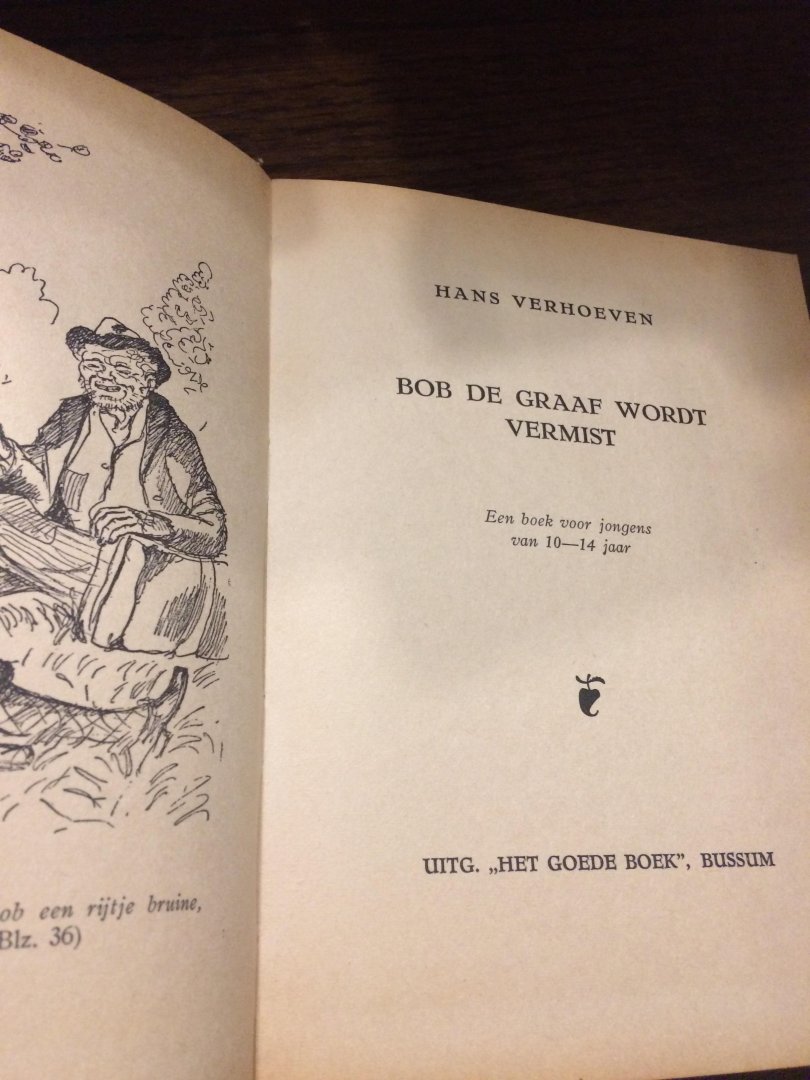 ob een rijtje bruine,
Blz. 36)
HANS VERHOEVEN
BOB DE GRAAF WORDT
VERMIST
Een boek voor jongens
van 10—14 jaar
UITG. „HET GOEDE BOEK”, BUSSUM